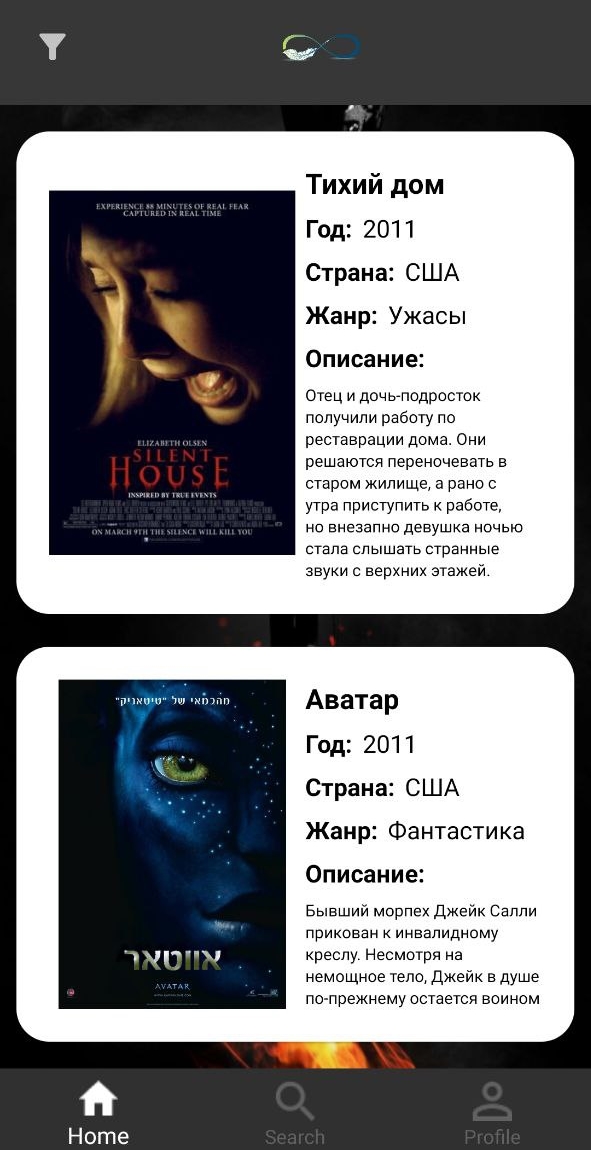 EXPERIENCE 88 MINUTES OF REAL FEAR
CAPTURED IN REAL TIME
ELIZABETH OLSEN
SILENT
HOUSE
INSPIRED BY TRUE EVENTS
ON MARCH 9TH THE SILENCE WILL KILL YOU
Тихий дом
Год: 2011
Страна: США
Жанр: Ужасы
Описание:
Отец и дочь-подросток
получили работу по
реставрации дома. Они
решаются переночевать в
старом жилище, а рано с
утра приступить к работе,
но внезапно девушка ночью
стала слышать странные
звуки с верхних этажей.
מהבמאי של "טיטאניק"
אווטאר
AVATAR
Аватар
Год: 2011
Страна: США
Жанр: Фантастика
Описание:
Бывший морпех Джейк Салли
прикован к инвалидному
креслу. Несмотря на
немощное тело, Джейк в душе
по-прежнему остается воином
Home
Search
Profile